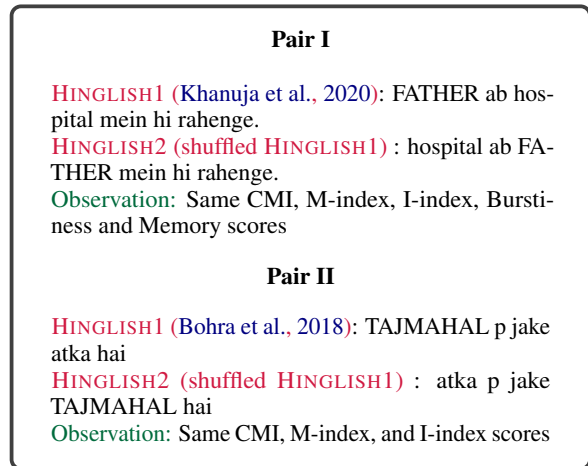 Pair I
HINGLISH1 (Khanuja et al., 2020): FATHER ab hos-
pital mein hi rahenge.
HINGLISH2 (shuffled HINGLISH1) : hospital ab FA-
THER mein hi rahenge.
Observation: Same CMI, M-index, I-index, Bursti-
ness and Memory scores
Pair II
HINGLISH1 (Bohra et al., 2018): TAJMAHAL p jake
atka hai
HINGLISH2 (shuffled HINGLISH1) : atka p jake
TAJMAHAL hai
Observation: Same CMI, M-index, and I-index scores